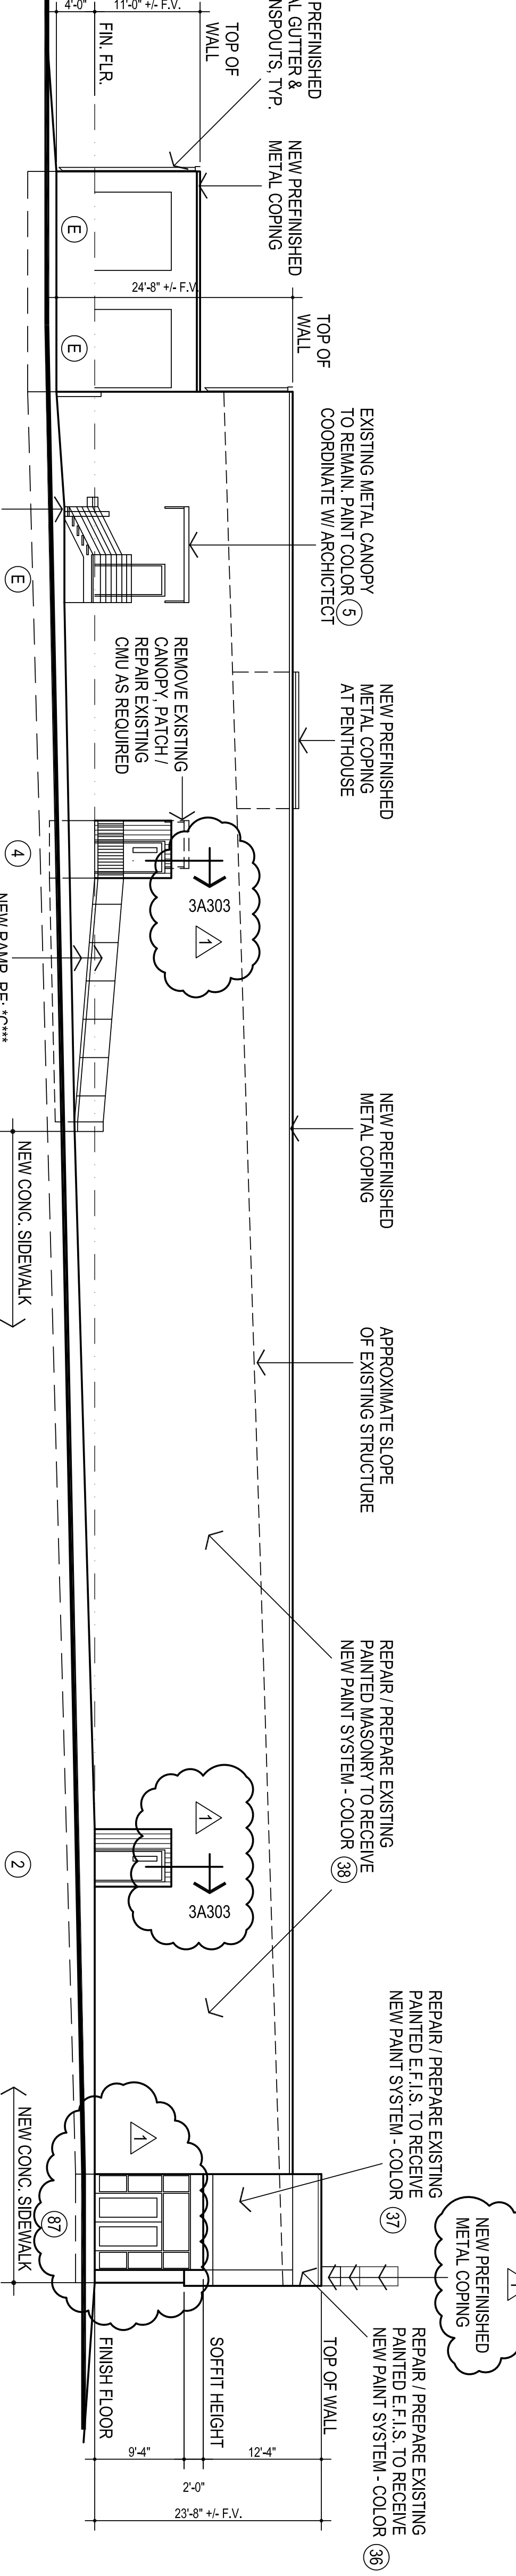 4'-0"
11'-0" +/- F.V.
FIN. FLR.
TOP OF
WALL
PREFINISHED
GUTTER &
TYP.
NEW PREFINISHED
METAL COPING
24'-8" +/- F.V.
TOP OF
WALL
E
E
EXISTING METAL CANOPY
TO REMAIN. PAINT COLOR 5
COORDINATE W/ ARCHITECT
E
NEW PREFINISHED
METAL COPING
AT PENTHOUSE
REMOVE EXISTING
CANOPY, PATCH /
REPAIR EXISTING
CMU AS REQUIRED
3A303
1
4
NEW RAMP, RE: *C***
NEW PREFINISHED
METAL COPING
NEW CONC. SIDEWALK
APPROXIMATE SLOPE
OF EXISTING STRUCTURE
REPAIR / PREPARE EXISTING
PAINTED MASONRY TO RECEIVE
NEW PAINT SYSTEM - COLOR 38
1
3A303
2
REPAIR / PREPARE EXISTING
PAINTED E.F.I.S. TO RECEIVE
NEW PAINT SYSTEM - COLOR 37
NEW PREFINISHED
METAL COPING
1
1
87
NEW CONC. SIDEWALK
REPAIR / PREPARE EXISTING
PAINTED E.F.I.S. TO RECEIVE
NEW PAINT SYSTEM - COLOR 36
TOP OF WALL
SOFFIT HEIGHT
FINISH FLOOR
9'-4"
2'-0"
12'-4"
23'-8" +/- F.V.